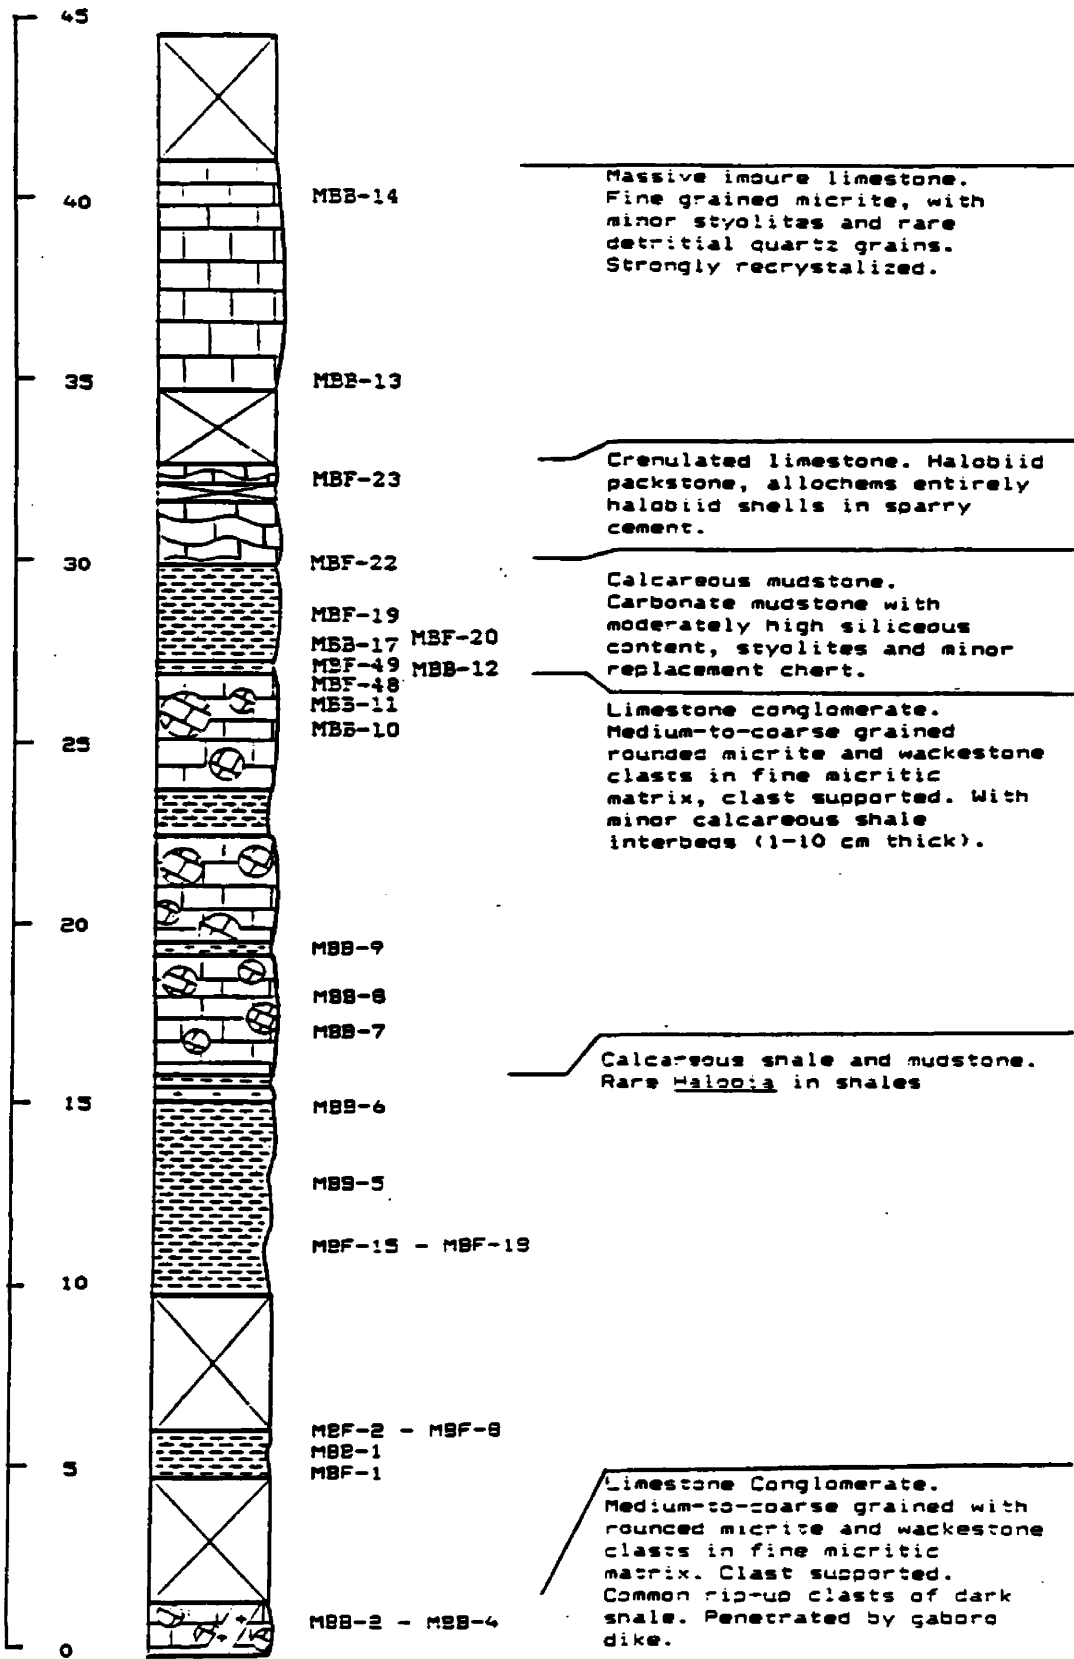 45
Massive impure limestone.
40
MBB-14
Fine grained micrite, with
minor styolites and rare
detritial quartz grains.
Strongly recrystalized.
35
MBB-13
Crenulated limestone. Halobiid
MBF-23
packstone, allochems entirely
halobiid shells in sparry
cement.
30
MBF-22
Calcareous mudstone.
Carbonate mudstone with
MBF-19
moderately high siliceous
MBB-17 MBF-20
content, styolites and minor
MBF-49 MBB-12
replacement chert.
MBF-48
MBB-11
Limestone conglomerate.
MBB-10
Medium-to-coarse grained
25
rounded micrite and wackestone
clasts in fine micritic
matrix, clast supported. With
minor calcareous shale
interbeds (1-10 cm thick).
20
MBB-9
MBB-8
MBB-7
Calcareous shale and mudstone.
Rare Halobia in shales
15
MBB-6
MBB-5
MBF-15 - MBF-18
10
MBF-2 - MBF-8
MBB-1
5
MBF-1
Limestone Conglomerate.
Medium-to-coarse grained with
rounded micrite and wackestone
clasts in fine micritic
matrix. Clast supported.
Common rip-up clasts of dark
MBB-2 - MBB-4
shale. Penetrated by gabbro
dike.
0